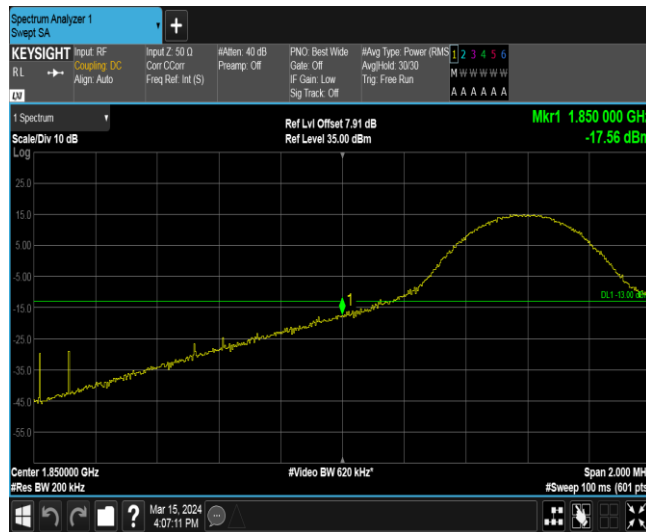 Spectrum Analyzer 1
Swept SA
+
KEYSIGHT
RL
LXI
Input: RF
Coupling: DC
Align: Auto
Input Z: 50 Ω
Corr CCorr
Freq Ref: Int (S)
#Atten: 40 dB
Preamp: Off
PNO: Best Wide
Gate: Off
IF Gain: Low
Sig Track: Off
#Avg Type: Power (RMS
Avg|Hold: 30/30
Trig: Free Run
1 2 3 4 5 6
M W W W W W
A A A A A A
1 Spectrum
Scale/Div 10 dB
Log
Ref Lvl Offset 7.91 dB
Ref Level 35.00 dBm
Mkr1 1.850 000 GHz
-17.56 dBm
25.0
15.0
5.00
-5.00
-15.0
-25.0
-35.0
-45.0
-55.0
1
DL1 -13.00 dBm
Center 1.850000 GHz
#Res BW 200 kHz
#Video BW 620 kHz*
Span 2.000 MH
#Sweep 100 ms (601 pts
?
Mar 15, 2024
4:07:11 PM